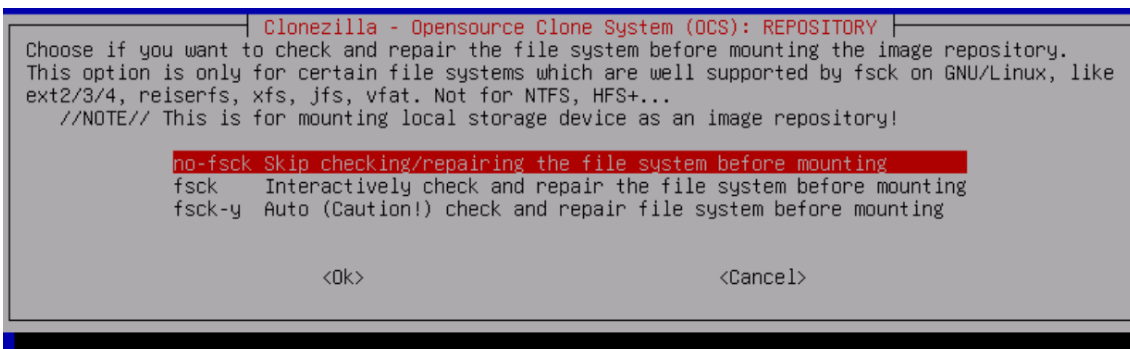 Clonezilla - Opensource Clone System (OCS): REPOSITORY
Choose if you want to check and repair the file system before mounting the image repository.
This option is only for certain file systems which are well supported by fsck on GNU/Linux, like
ext2/3/4, reiserfs, xfs, jfs, vfat. Not for NTFS, HFS+...
//NOTE// This is for mounting local storage device as an image repository!
no-fsck Skip checking/repairing the file system before mounting
fsck Interactively check and repair the file system before mounting
fsck-y Auto (Caution!) check and repair file system before mounting
<Ok> <Cancel>